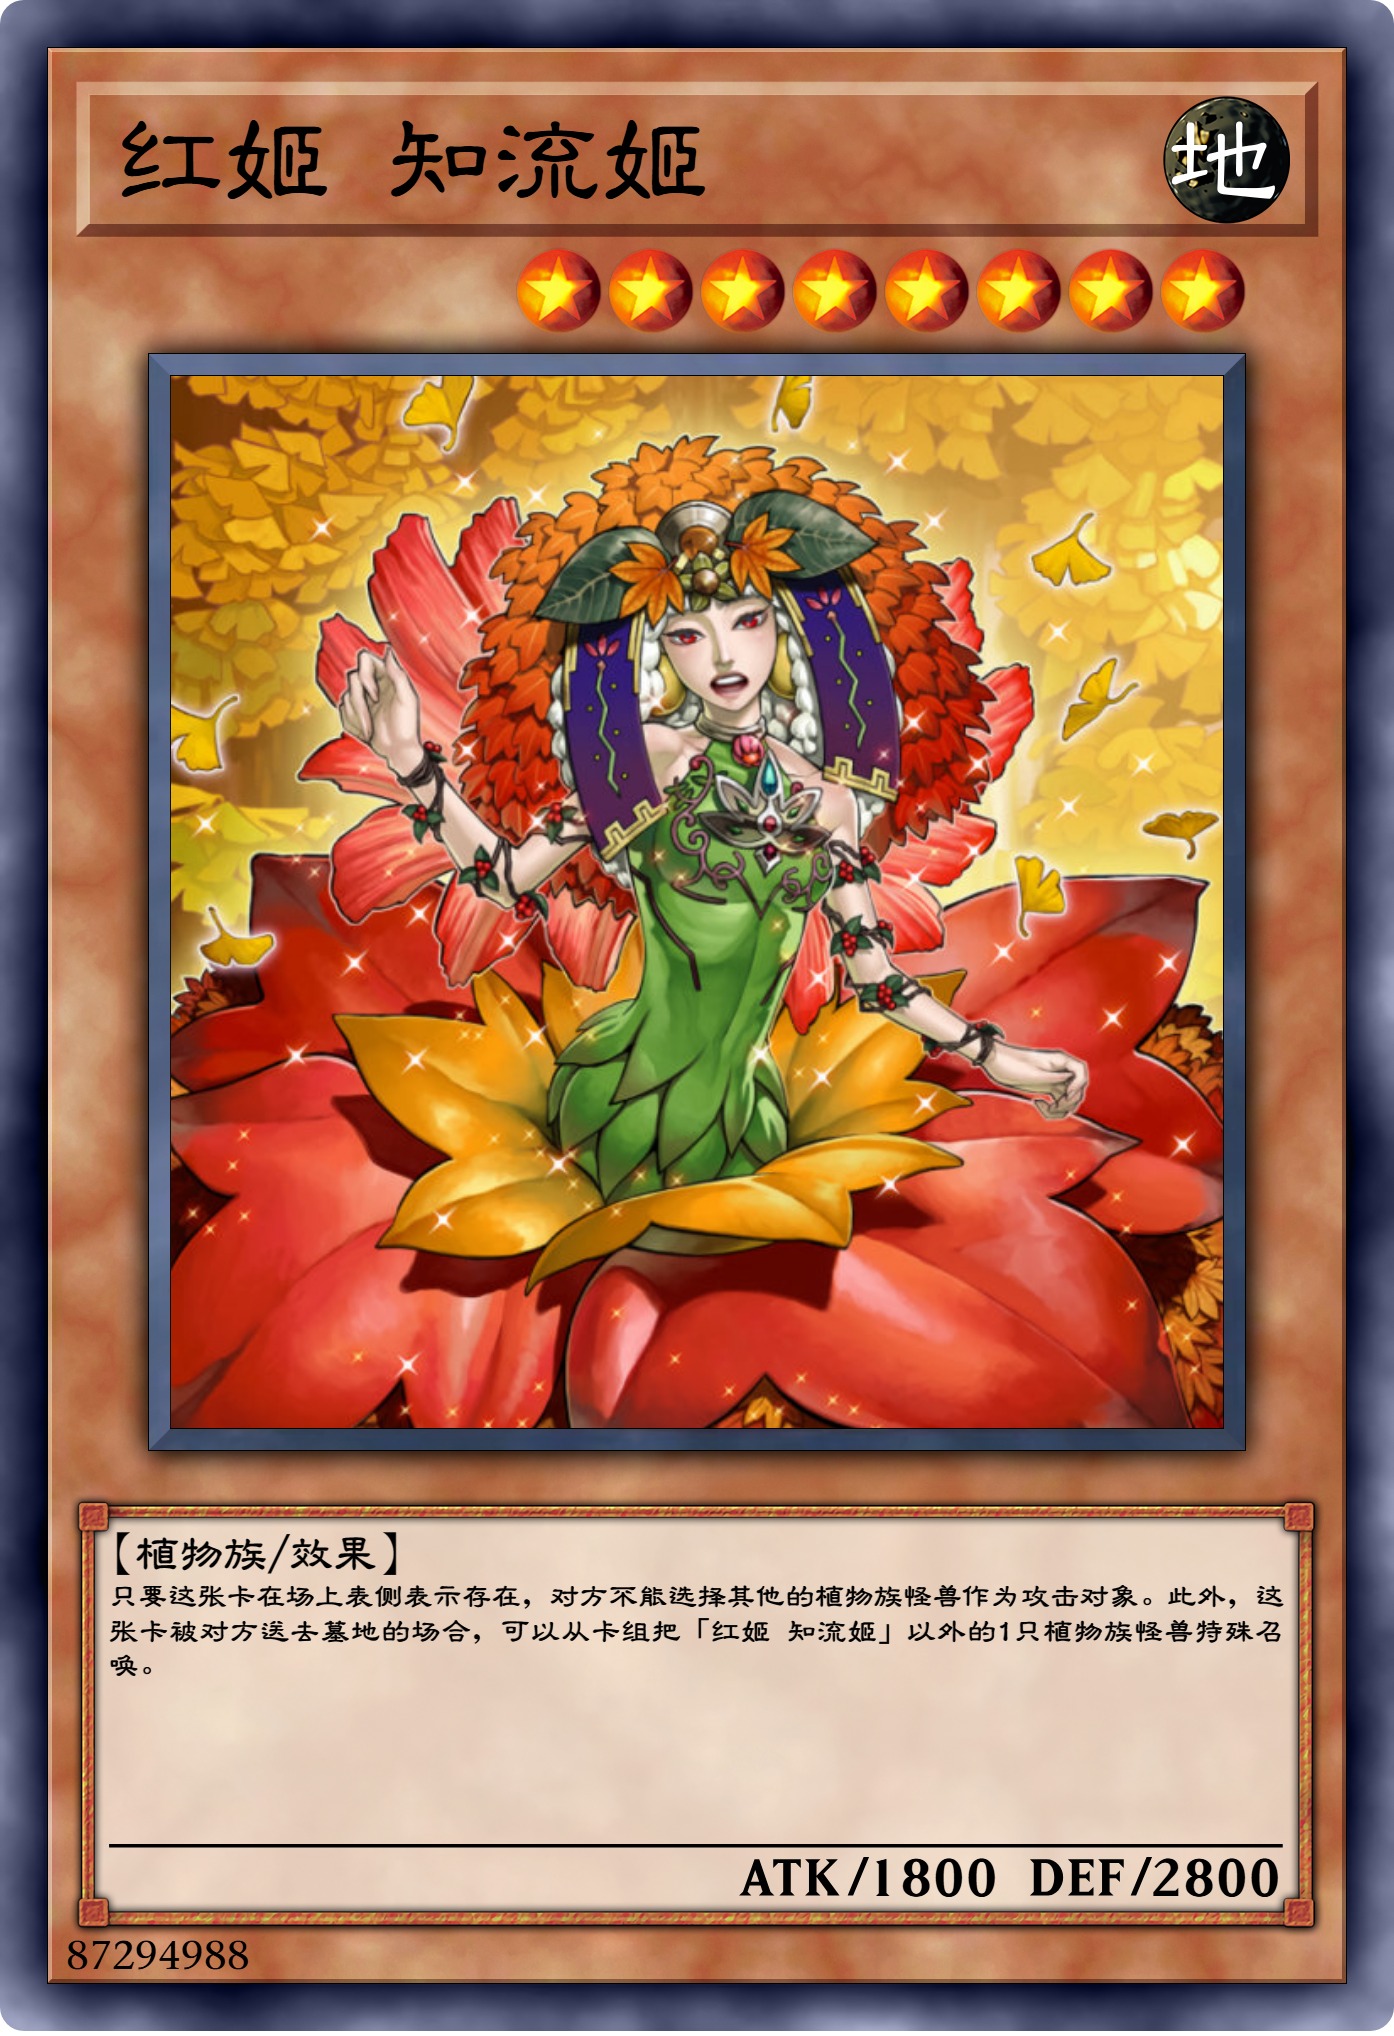 红姬 知流姬
地
【植物族/效果】
只要这张卡在场上表侧表示存在，对方不能选择其他的植物族怪兽作为攻击对象。此外，这
张卡被对方送去墓地的场合，可以从卡组把「红姬 知流姬」以外的1只植物族怪兽特殊召
唤。
ATK/1800 DEF/2800
87294988